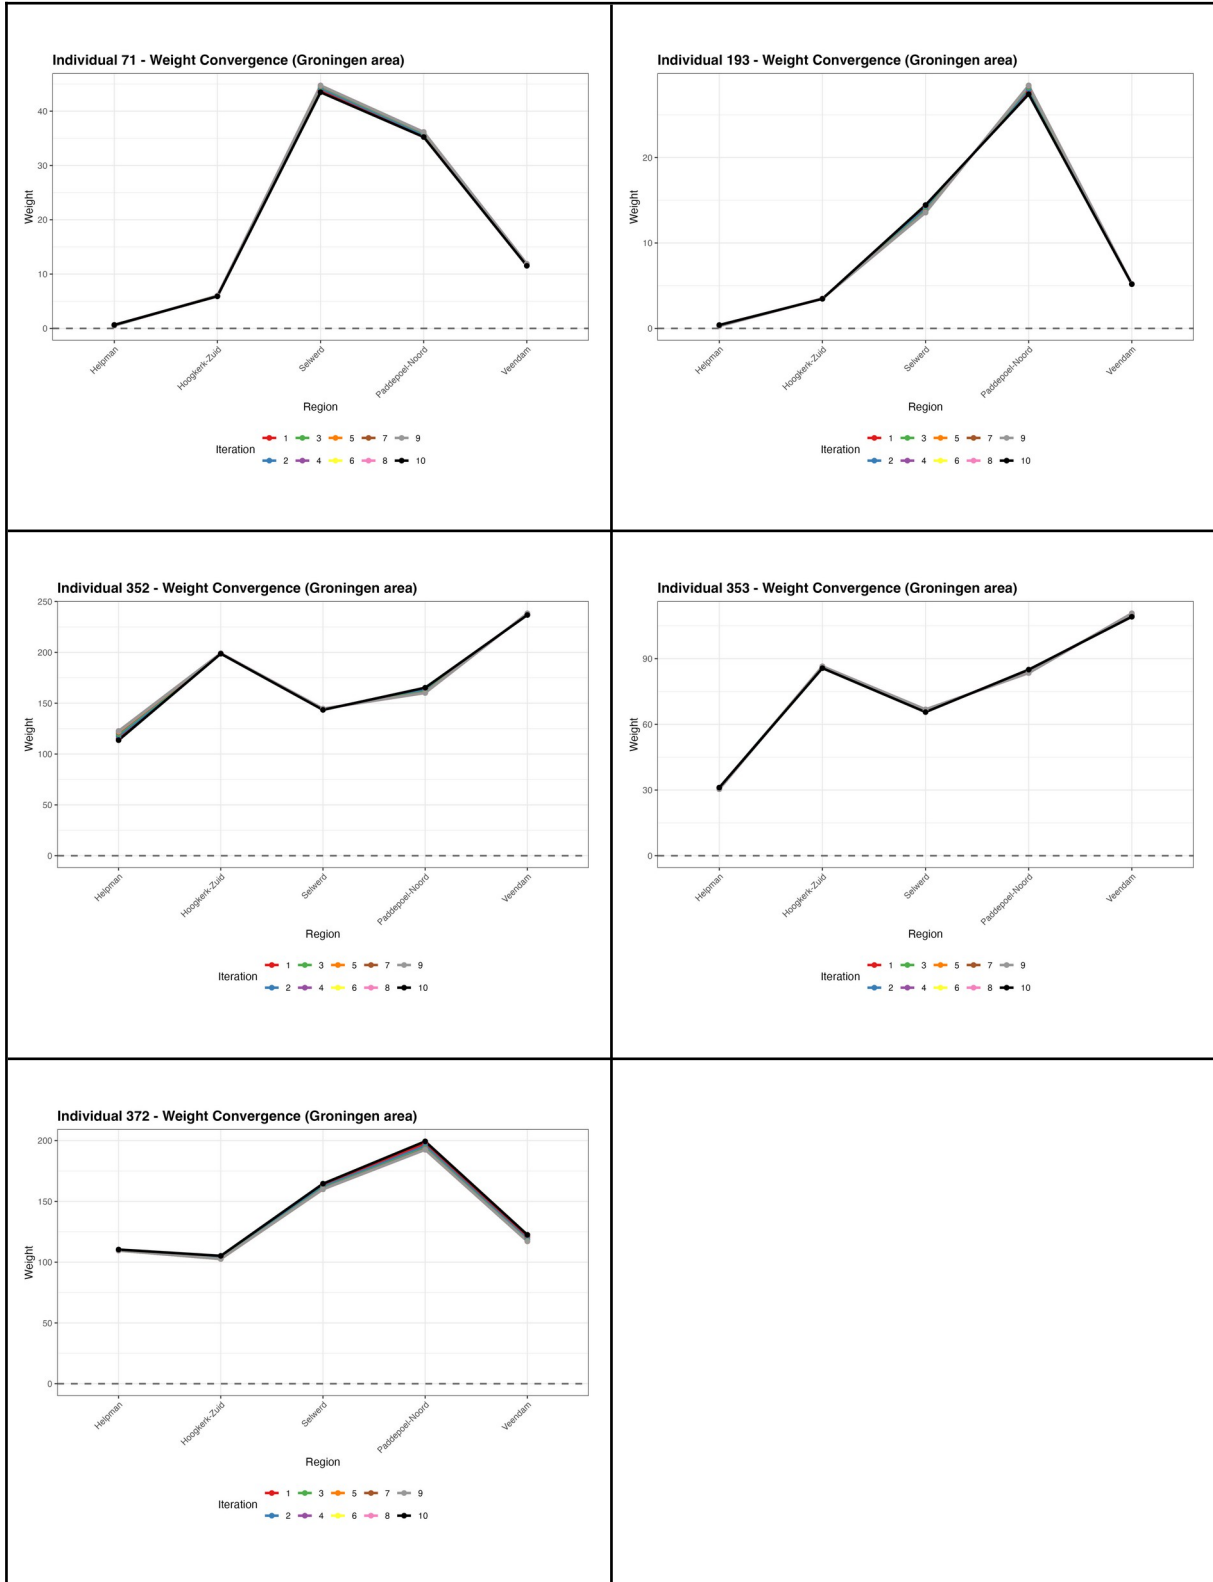 Individual 71 - Weight Convergence (Groningen area)
40
30
20
10
0
Weight
Helpman
Hoogkerk-Zuid
Selwerd
Paddepoel-Noord
Veendam
Region
Iteration
1 3 5 7 9
2 4 6 8 10
Individual 193 - Weight Convergence (Groningen area)
20
10
0
Weight
Helpman
Hoogkerk-Zuid
Selwerd
Paddepoel-Noord
Veendam
Region
Iteration
1 3 5 7 9
2 4 6 8 10
Individual 352 - Weight Convergence (Groningen area)
250
200
150
100
50
0
Weight
Helpman
Hoogkerk-Zuid
Selwerd
Paddepoel-Noord
Veendam
Region
Iteration
1 3 5 7 9
2 4 6 8 10
Individual 353 - Weight Convergence (Groningen area)
90
60
30
0
Weight
Helpman
Hoogkerk-Zuid
Selwerd
Paddepoel-Noord
Veendam
Region
Iteration
1 3 5 7 9
2 4 6 8 10
Individual 372 - Weight Convergence (Groningen area)
200
150
100
50
0
Weight
Helpman
Hoogkerk-Zuid
Selwerd
Paddepoel-Noord
Veendam
Region
Iteration
1 3 5 7 9
2 4 6 8 10